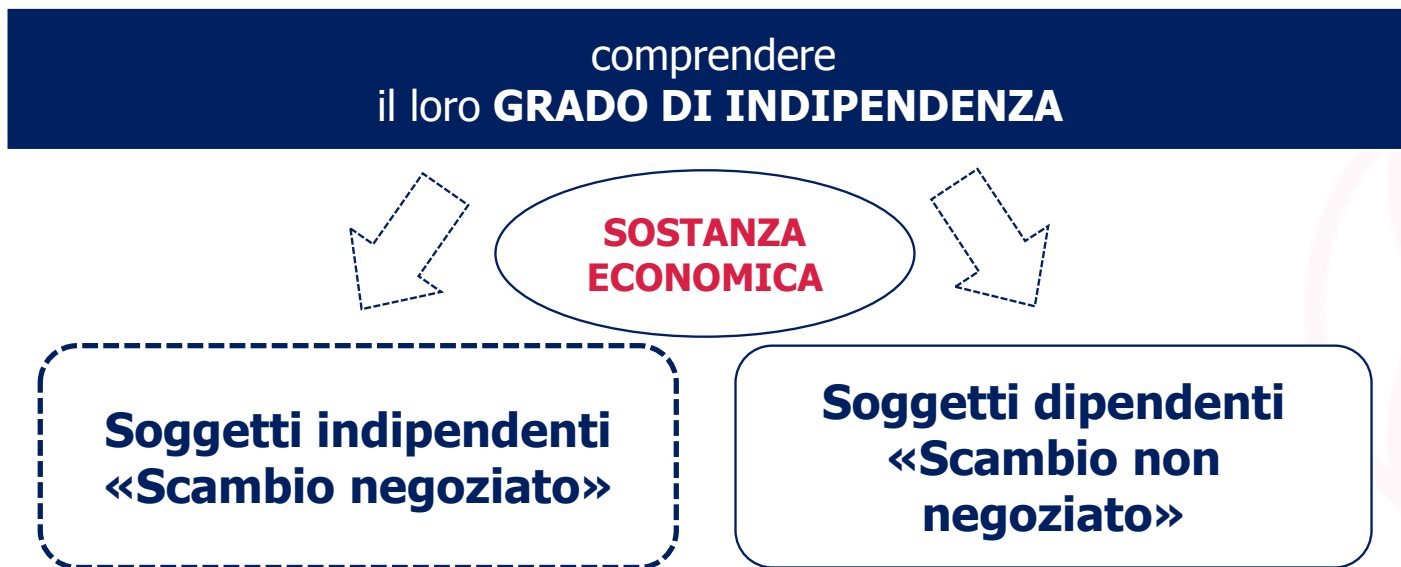 comprendere
il loro GRADO DI INDIPENDENZA
SOSTANZA
ECONOMICA
Soggetti indipendenti
«Scambio negoziato»
Soggetti dipendenti
«Scambio non
negoziato»